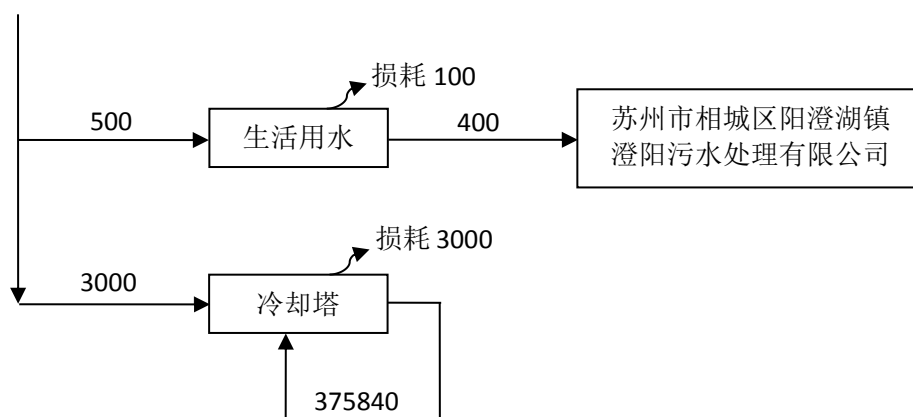 损耗 100
500
生活用水
400
苏州市相城区阳澄湖镇
澄阳污水处理有限公司
损耗 3000
3000
冷却塔
375840